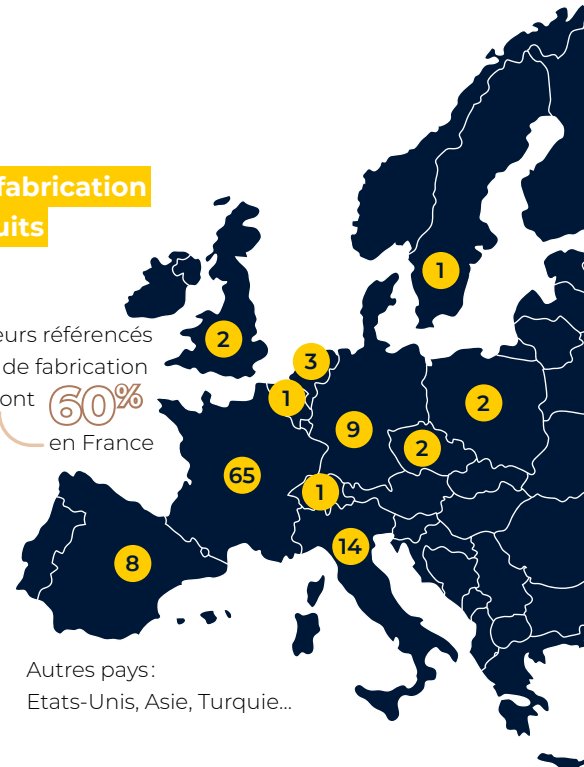 fabrication
uits
eurs référencés
de fabrication
ont 60%
en France
1
2
3
1
2
9
2
65
1
14
8
Autres pays :
Etats-Unis, Asie, Turquie...